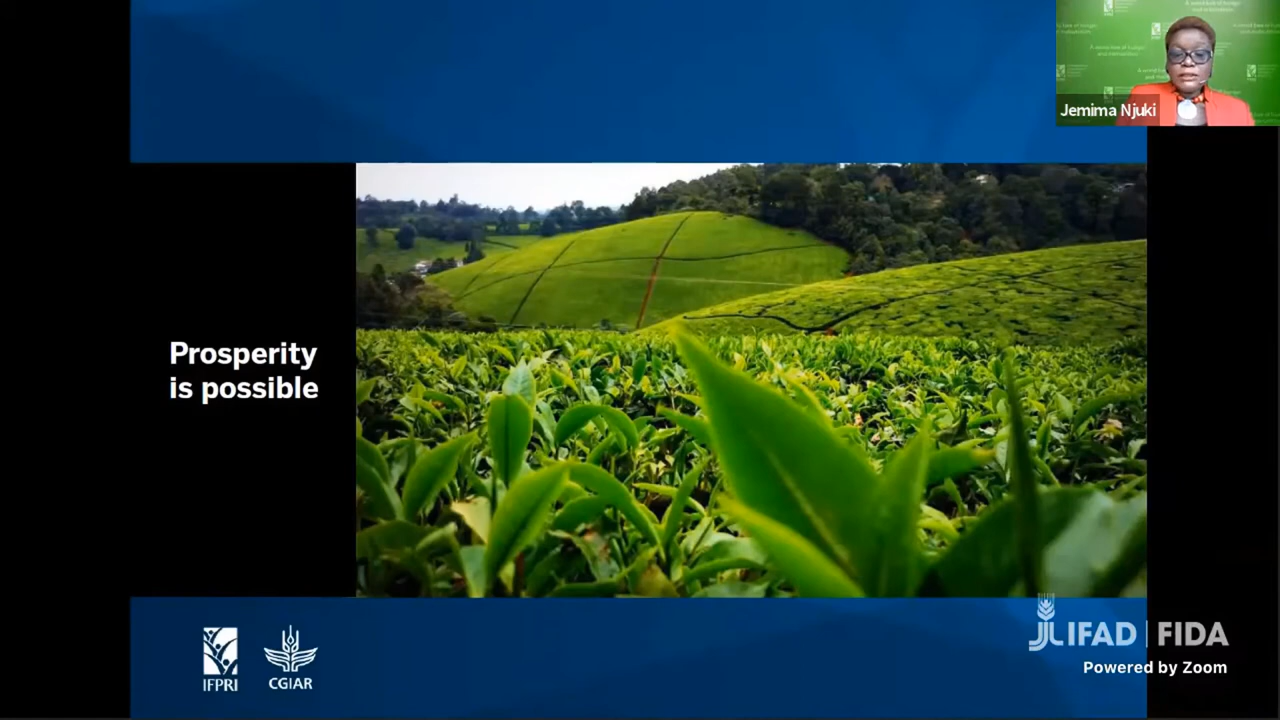 Jemima Njuki
Prosperity
is possible
IFPRI
CGIAR
IFAD | FIDA
Powered by Zoom